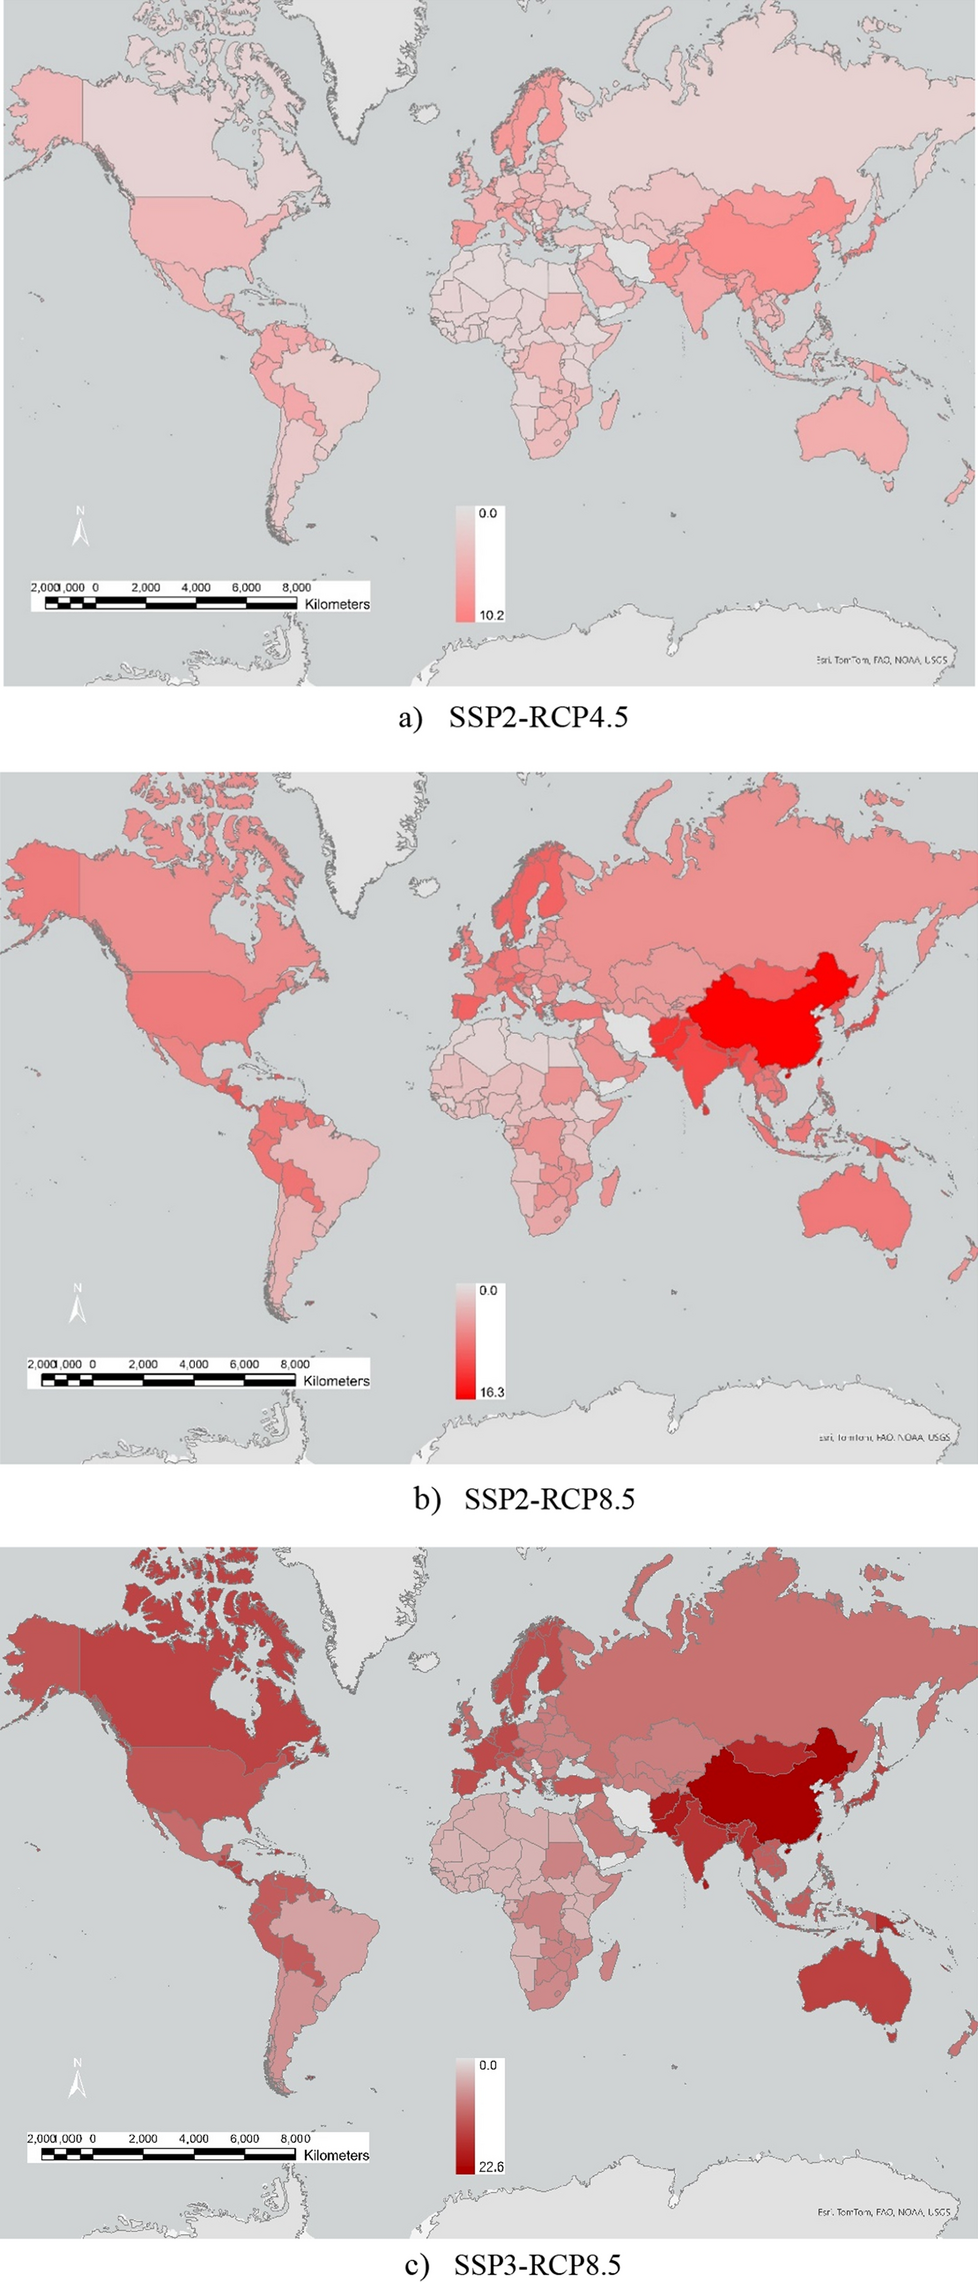 N
0.0
10.2
2,000 1,000 0 2,000 4,000 6,000 8,000
Kilometers
Esri, TomTom, FAO, NOAA, USGS
a) SSP2-RCP4.5
N
0.0
16.3
2,000 1,000 0 2,000 4,000 6,000 8,000
Kilometers
Esri, TomTom, FAO, NOAA, USGS
b) SSP2-RCP8.5
N
0.0
22.6
2,000 1,000 0 2,000 4,000 6,000 8,000
Kilometers
Esri, TomTom, FAO, NOAA, USGS
c) SSP3-RCP8.5